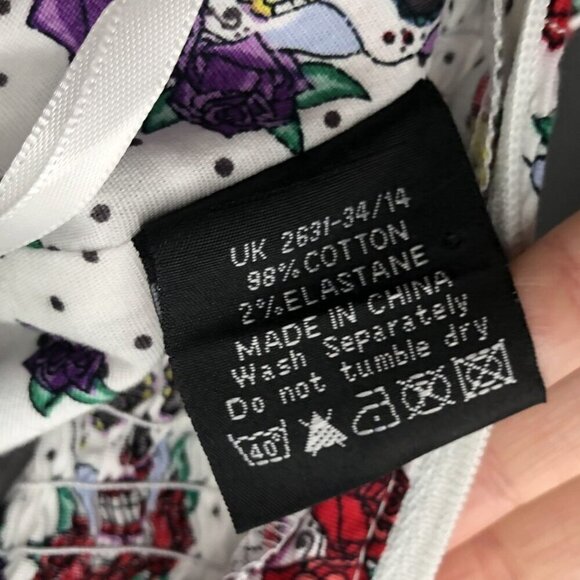 UK 2631-34/14
98% COTTON
2% ELASTANE
MADE IN CHINA
Wash Separately
Do not tumble dry
40°